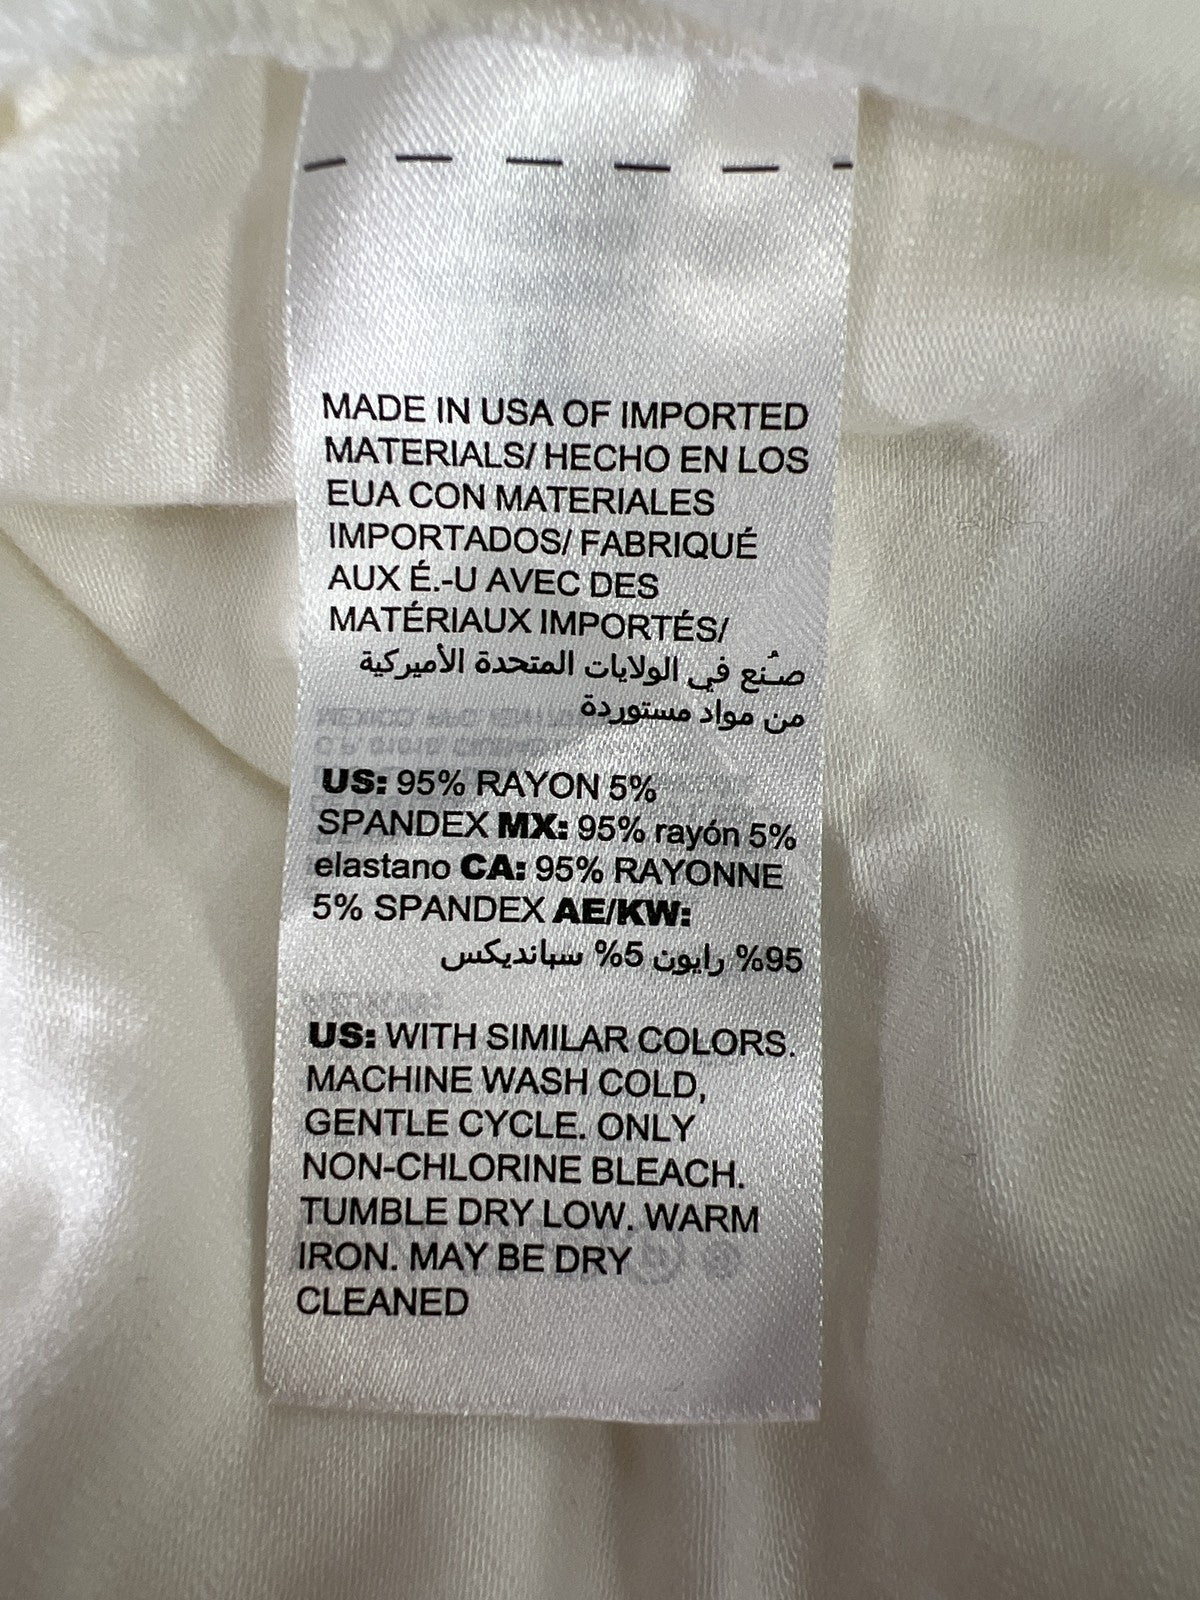 MADE IN USA OF IMPORTED
MATERIALS/ HECHO EN LOS
EUA CON MATERIALES
IMPORTADOS/ FABRIQUÉ
AUX É.-U AVEC DES
MATÉRIAUX IMPORTÉS/
صُنع في الولايات المتحدة الأميركية
من مواد مستوردة
US: 95% RAYON 5%
SPANDEX MX: 95% rayón 5%
elastano CA: 95% RAYONNE
5% SPANDEX AE/KW:
95% رايون 5% سبانديكس
US: WITH SIMILAR COLORS.
MACHINE WASH COLD,
GENTLE CYCLE. ONLY
NON-CHLORINE BLEACH.
TUMBLE DRY LOW. WARM
IRON. MAY BE DRY
CLEANED